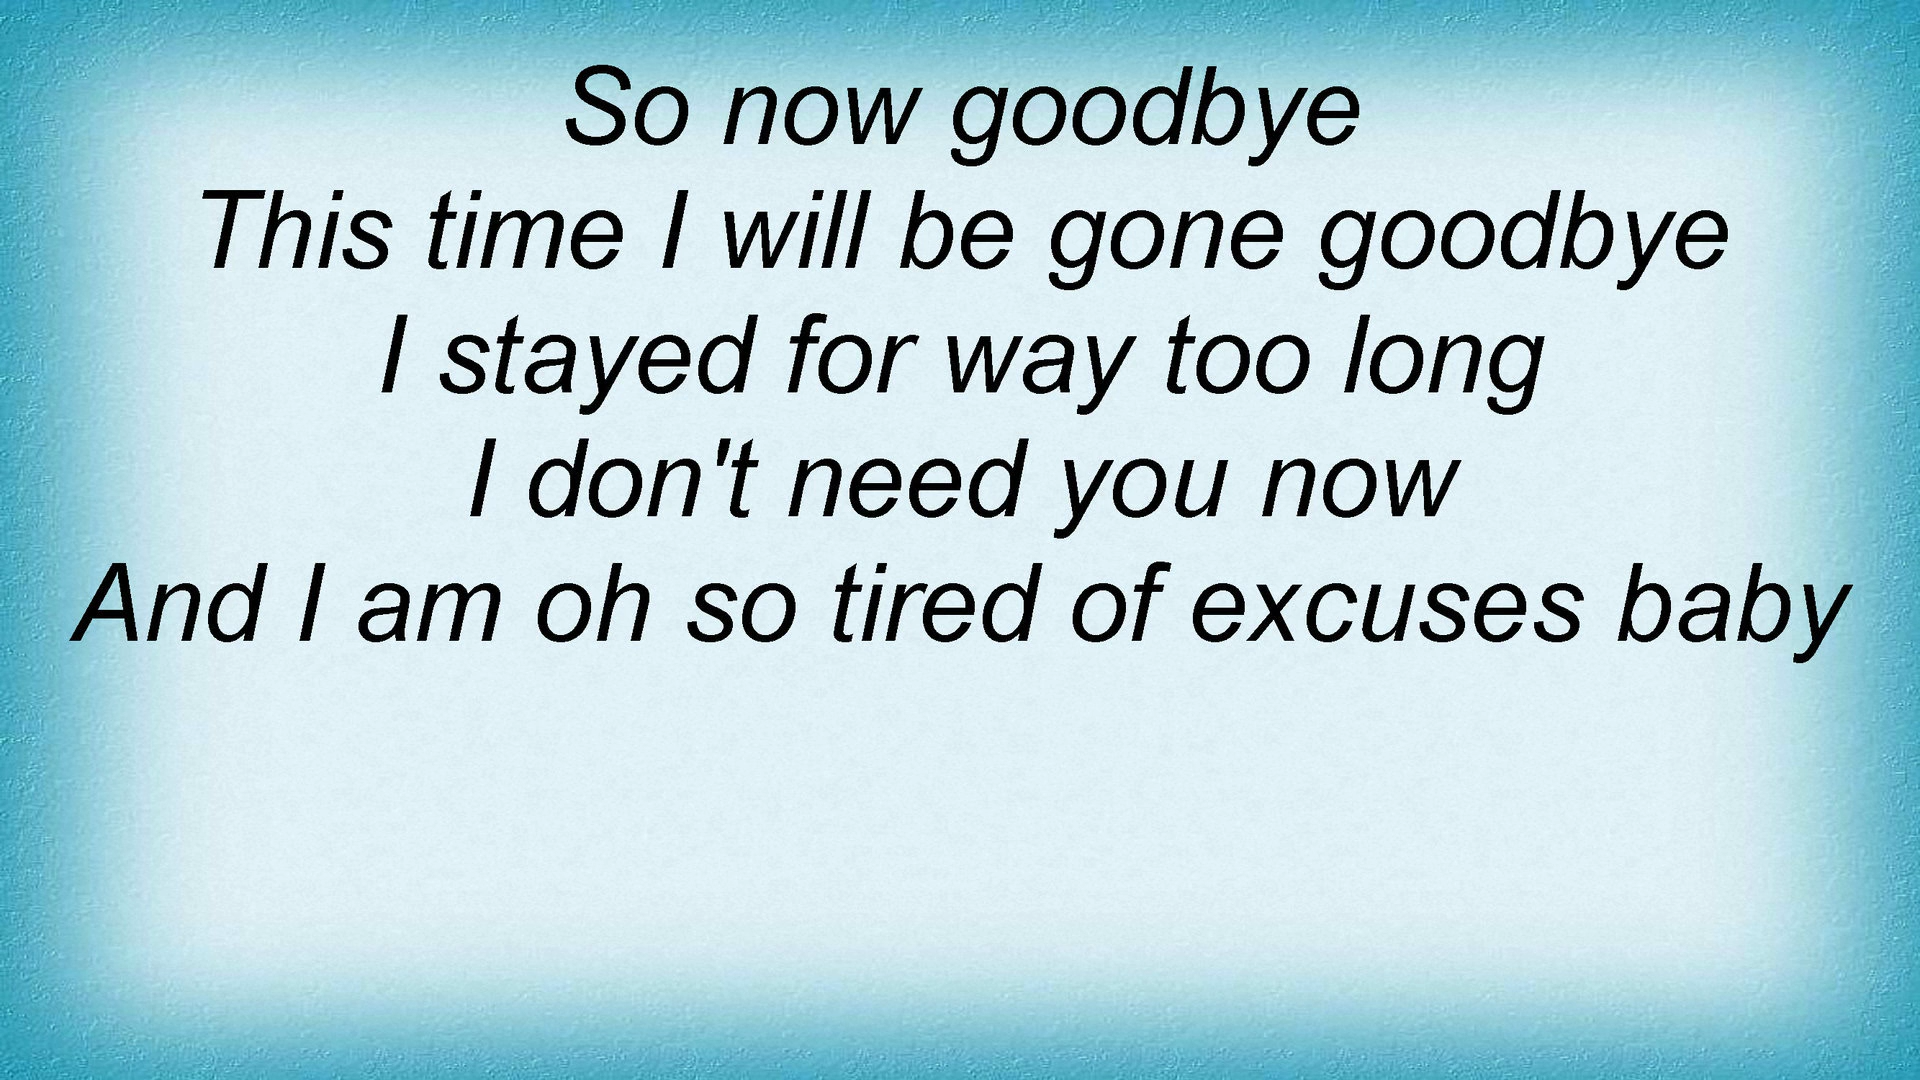 So now goodbye
This time I will be gone goodbye
I stayed for way too long
I don't need you now
And I am oh so tired of excuses baby